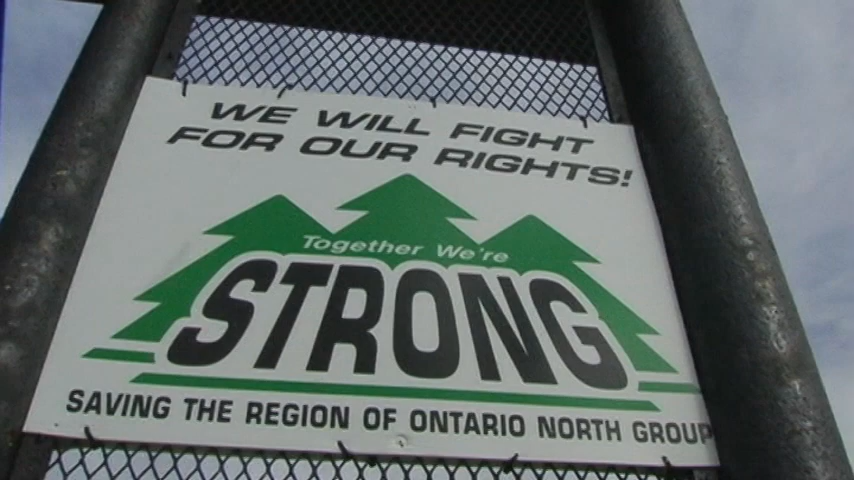 WE WILL FIGHT
FOR OUR RIGHTS!
Together We're
STRONG
SAVING THE REGION OF ONTARIO NORTH GROUP